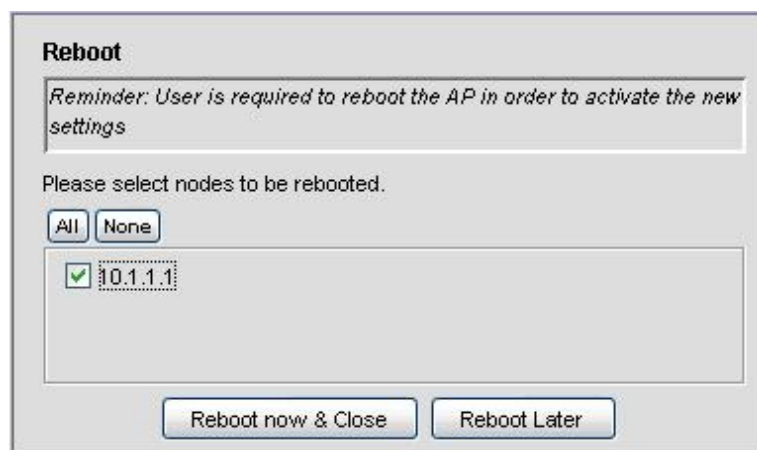 Reboot
Reminder: User is required to reboot the AP in order to activate the new
settings
Please select nodes to be rebooted.
All None
10.1.1.1
Reboot now & Close Reboot Later